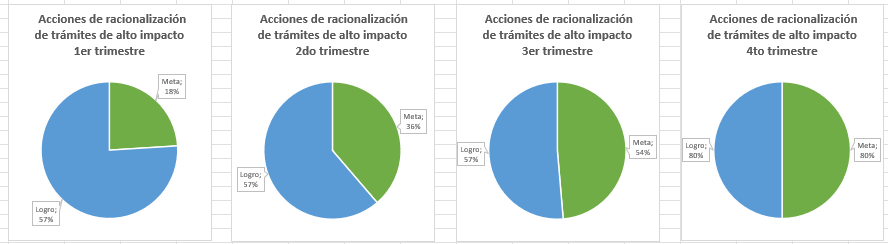 Acciones de racionalización
de trámites de alto impacto
1er trimestre
Meta;
18%
Logro;
57%
Acciones de racionalización
de trámites de alto impacto
2do trimestre
Meta;
36%
Logro;
57%
Acciones de racionalización
de trámites de alto impacto
3er trimestre
Logro;
57%
Meta;
54%
Acciones de racionalización
de trámites de alto impacto
4to trimestre
Logro;
80%
Meta;
80%